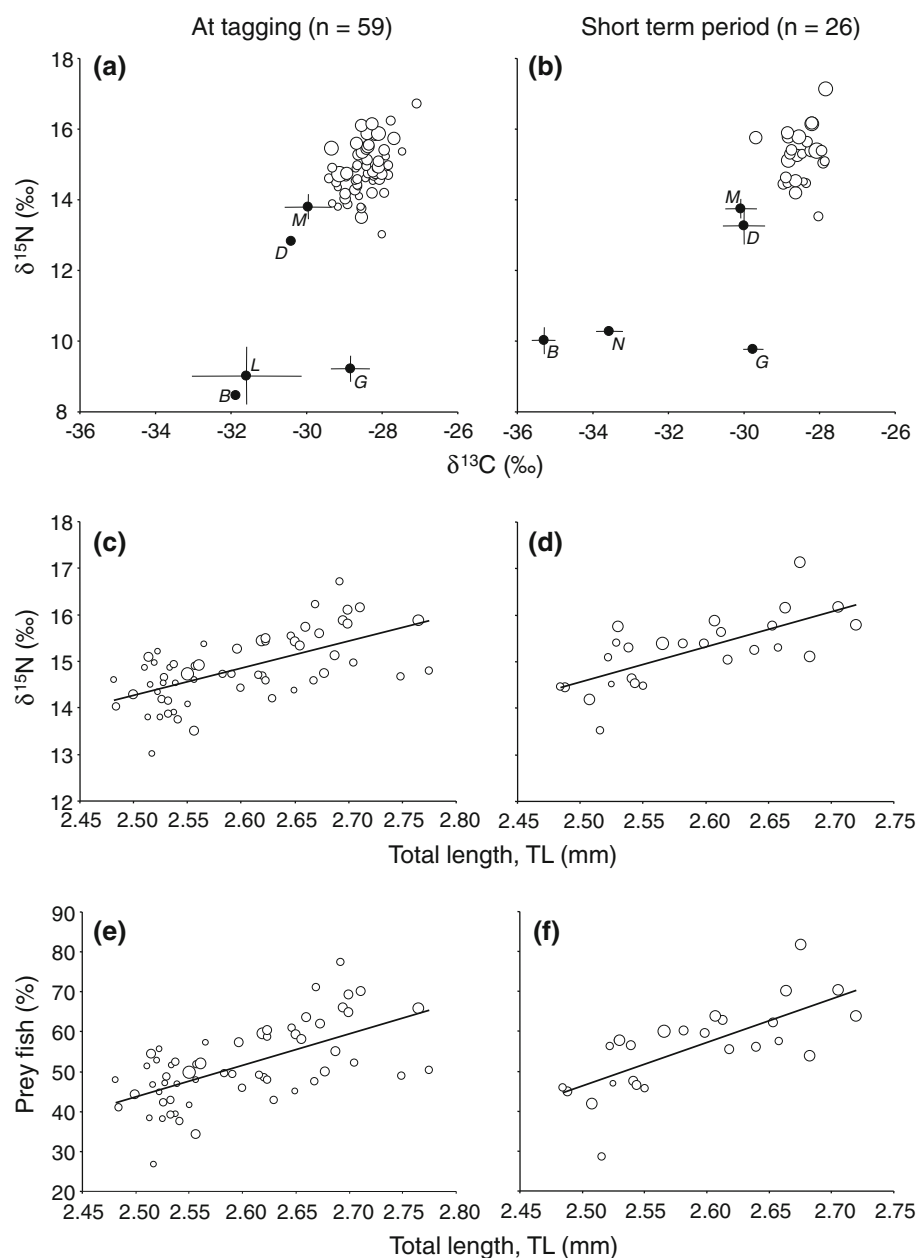 At tagging (n = 59)
Short term period (n = 26)
(a)
(b)
18
16
14
12
10
8
δ15N (‰)
M
D
L
B
G
M
D
B
N
G
-36 -34 -32 -30 -28 -26
-36 -34 -32 -30 -28 -26
δ13C (‰)
(c)
(d)
18
17
16
15
14
13
12
δ15N (‰)
2.45 2.50 2.55 2.60 2.65 2.70 2.75 2.80
2.45 2.50 2.55 2.60 2.65 2.70 2.75
Total length, TL (mm)
(e)
(f)
90
80
70
60
50
40
30
20
Prey fish (%)
2.45 2.50 2.55 2.60 2.65 2.70 2.75 2.80
2.45 2.50 2.55 2.60 2.65 2.70 2.75
Total length, TL (mm)